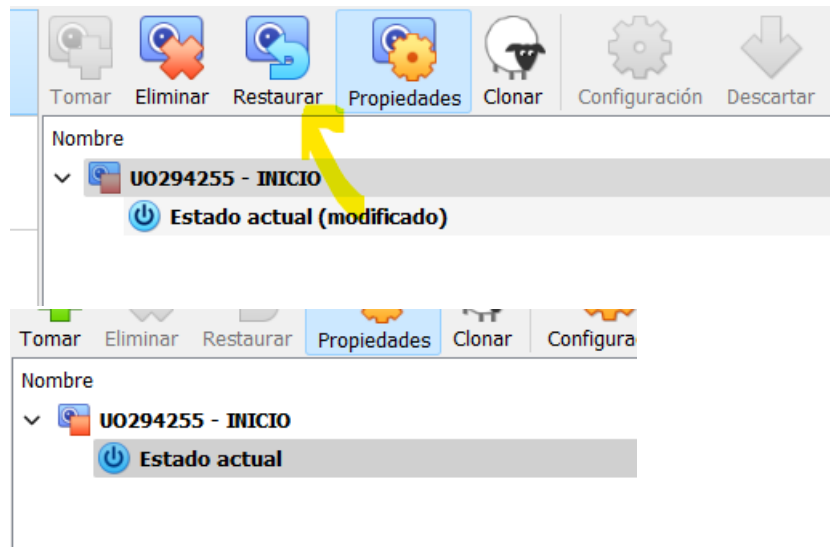 Tomar Eliminar Restaurar Propiedades Clonar Configuración Descartar
Nombre
UO294255 - INICIO
Estado actual (modificado)
Tomar Eliminar Restaurar Propiedades Clonar Configura
Nombre
UO294255 - INICIO
Estado actual